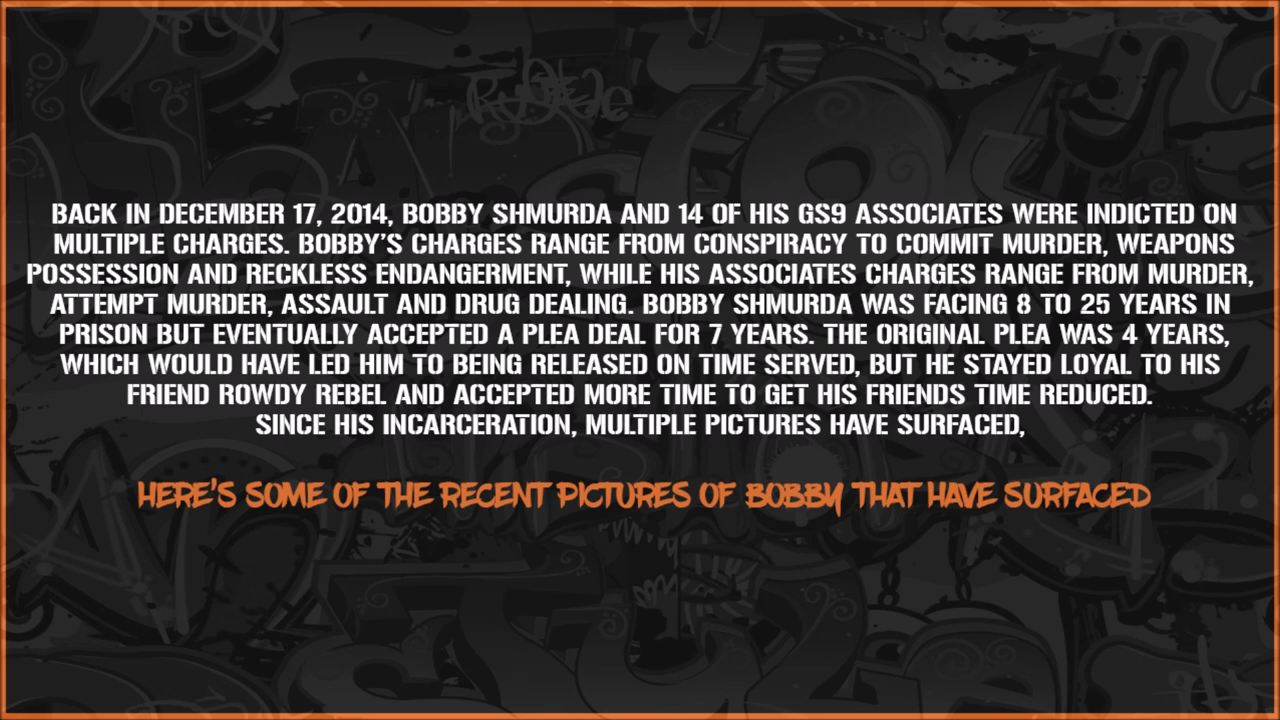 BACK IN DECEMBER 17, 2014, BOBBY SHMURDA AND 14 OF HIS GS9 ASSOCIATES WERE INDICTED ON
MULTIPLE CHARGES. BOBBY'S CHARGES RANGE FROM CONSPIRACY TO COMMIT MURDER, WEAPONS
POSSESSION AND RECKLESS ENDANGERMENT, WHILE HIS ASSOCIATES CHARGES RANGE FROM MURDER,
ATTEMPT MURDER, ASSAULT AND DRUG DEALING. BOBBY SHMURDA WAS FACING 8 TO 25 YEARS IN
PRISON BUT EVENTUALLY ACCEPTED A PLEA DEAL FOR 7 YEARS. THE ORIGINAL PLEA WAS 4 YEARS,
WHICH WOULD HAVE LED HIM TO BEING RELEASED ON TIME SERVED, BUT HE STAYED LOYAL TO HIS
FRIEND ROWDY REBEL AND ACCEPTED MORE TIME TO GET HIS FRIENDS TIME REDUCED.
SINCE HIS INCARCERATION, MULTIPLE PICTURES HAVE SURFACED,
HERE'S SOME OF THE RECENT PICTURES OF BOBBY THAT HAVE SURFACED